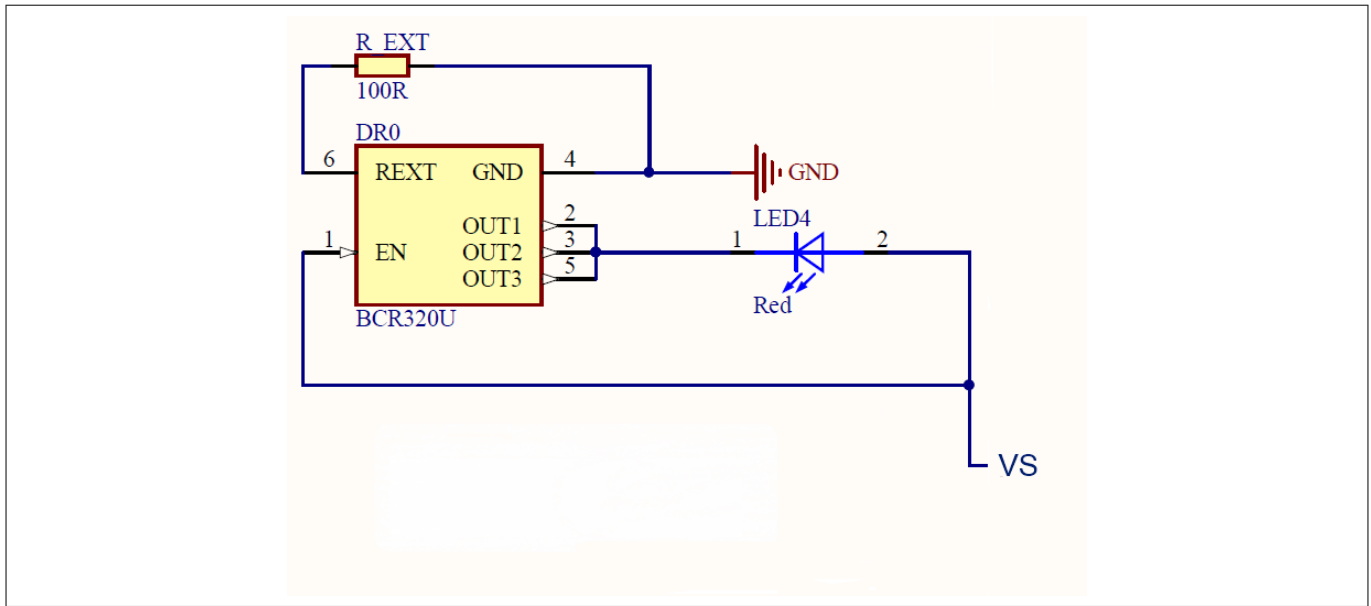 R_EXT
100R
DR0
6 REXT GND 4
GND
OUT1 2
LED4
1 EN OUT2 3 1 2
OUT3 5
Red
BCR320U
VS